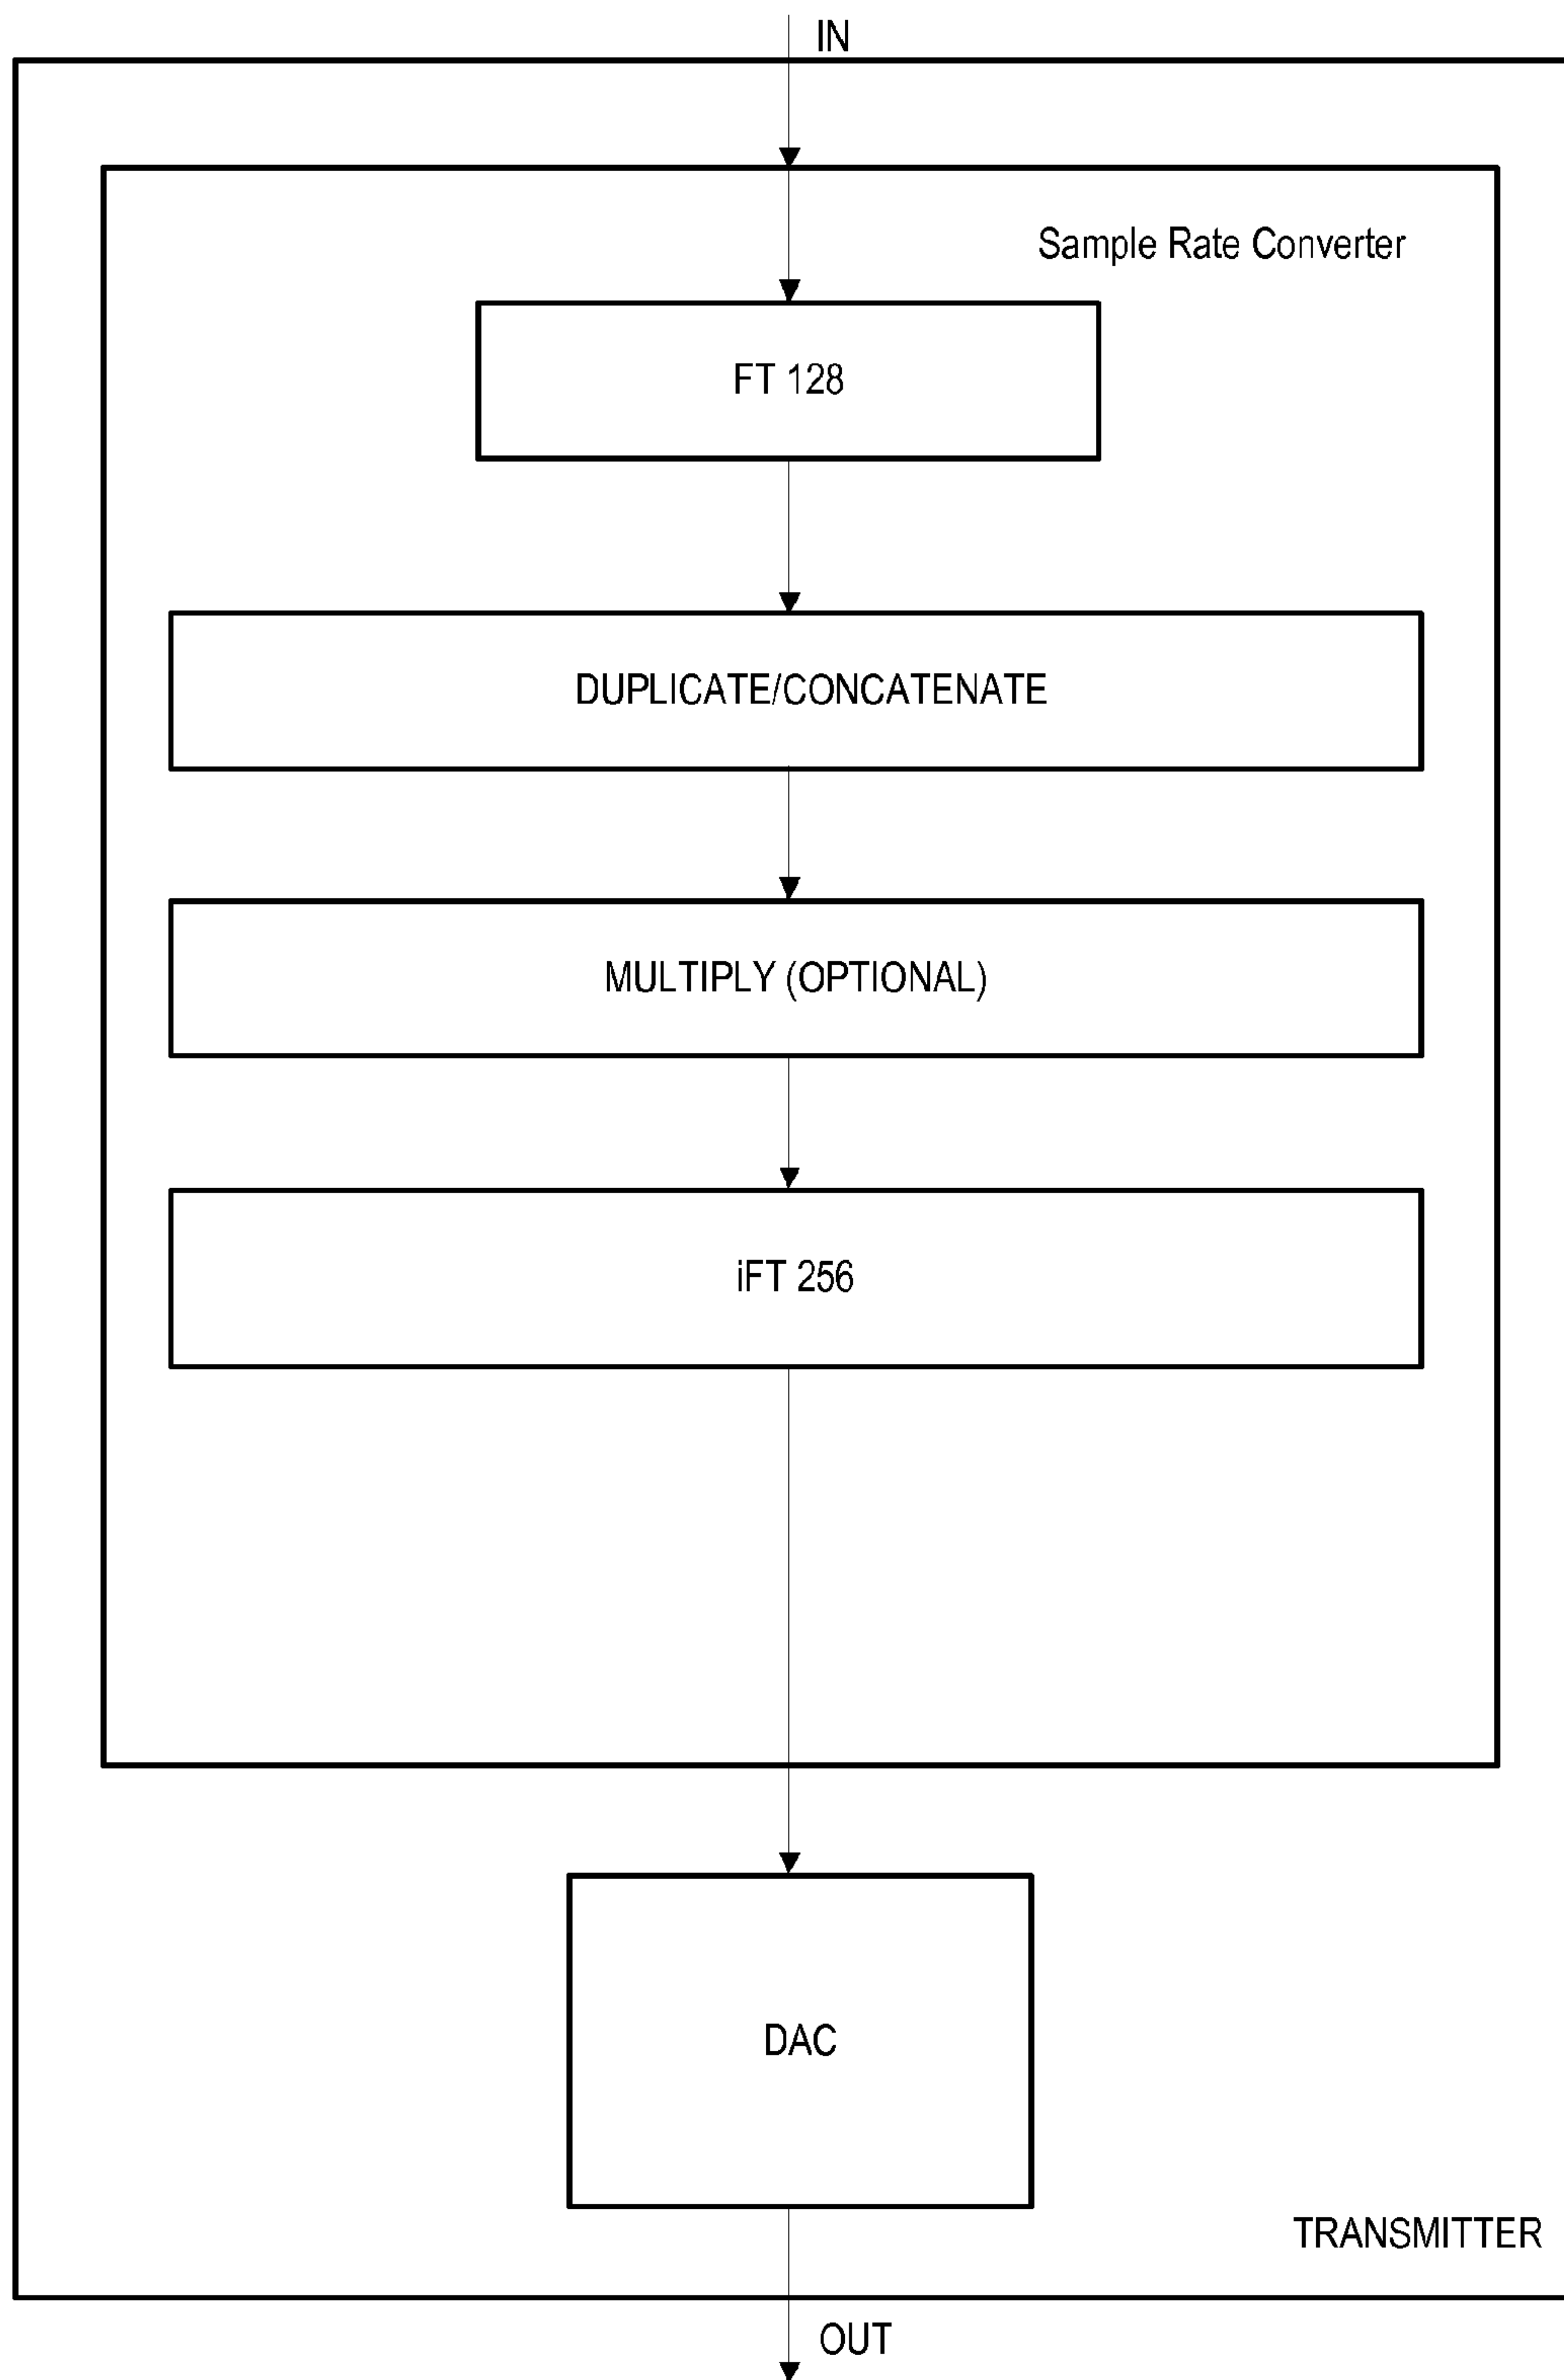 IN
Sample Rate Converter
FT 128
DUPLICATE/CONCATENATE
MULTIPLY (OPTIONAL)
iFT 256
DAC
TRANSMITTER
OUT